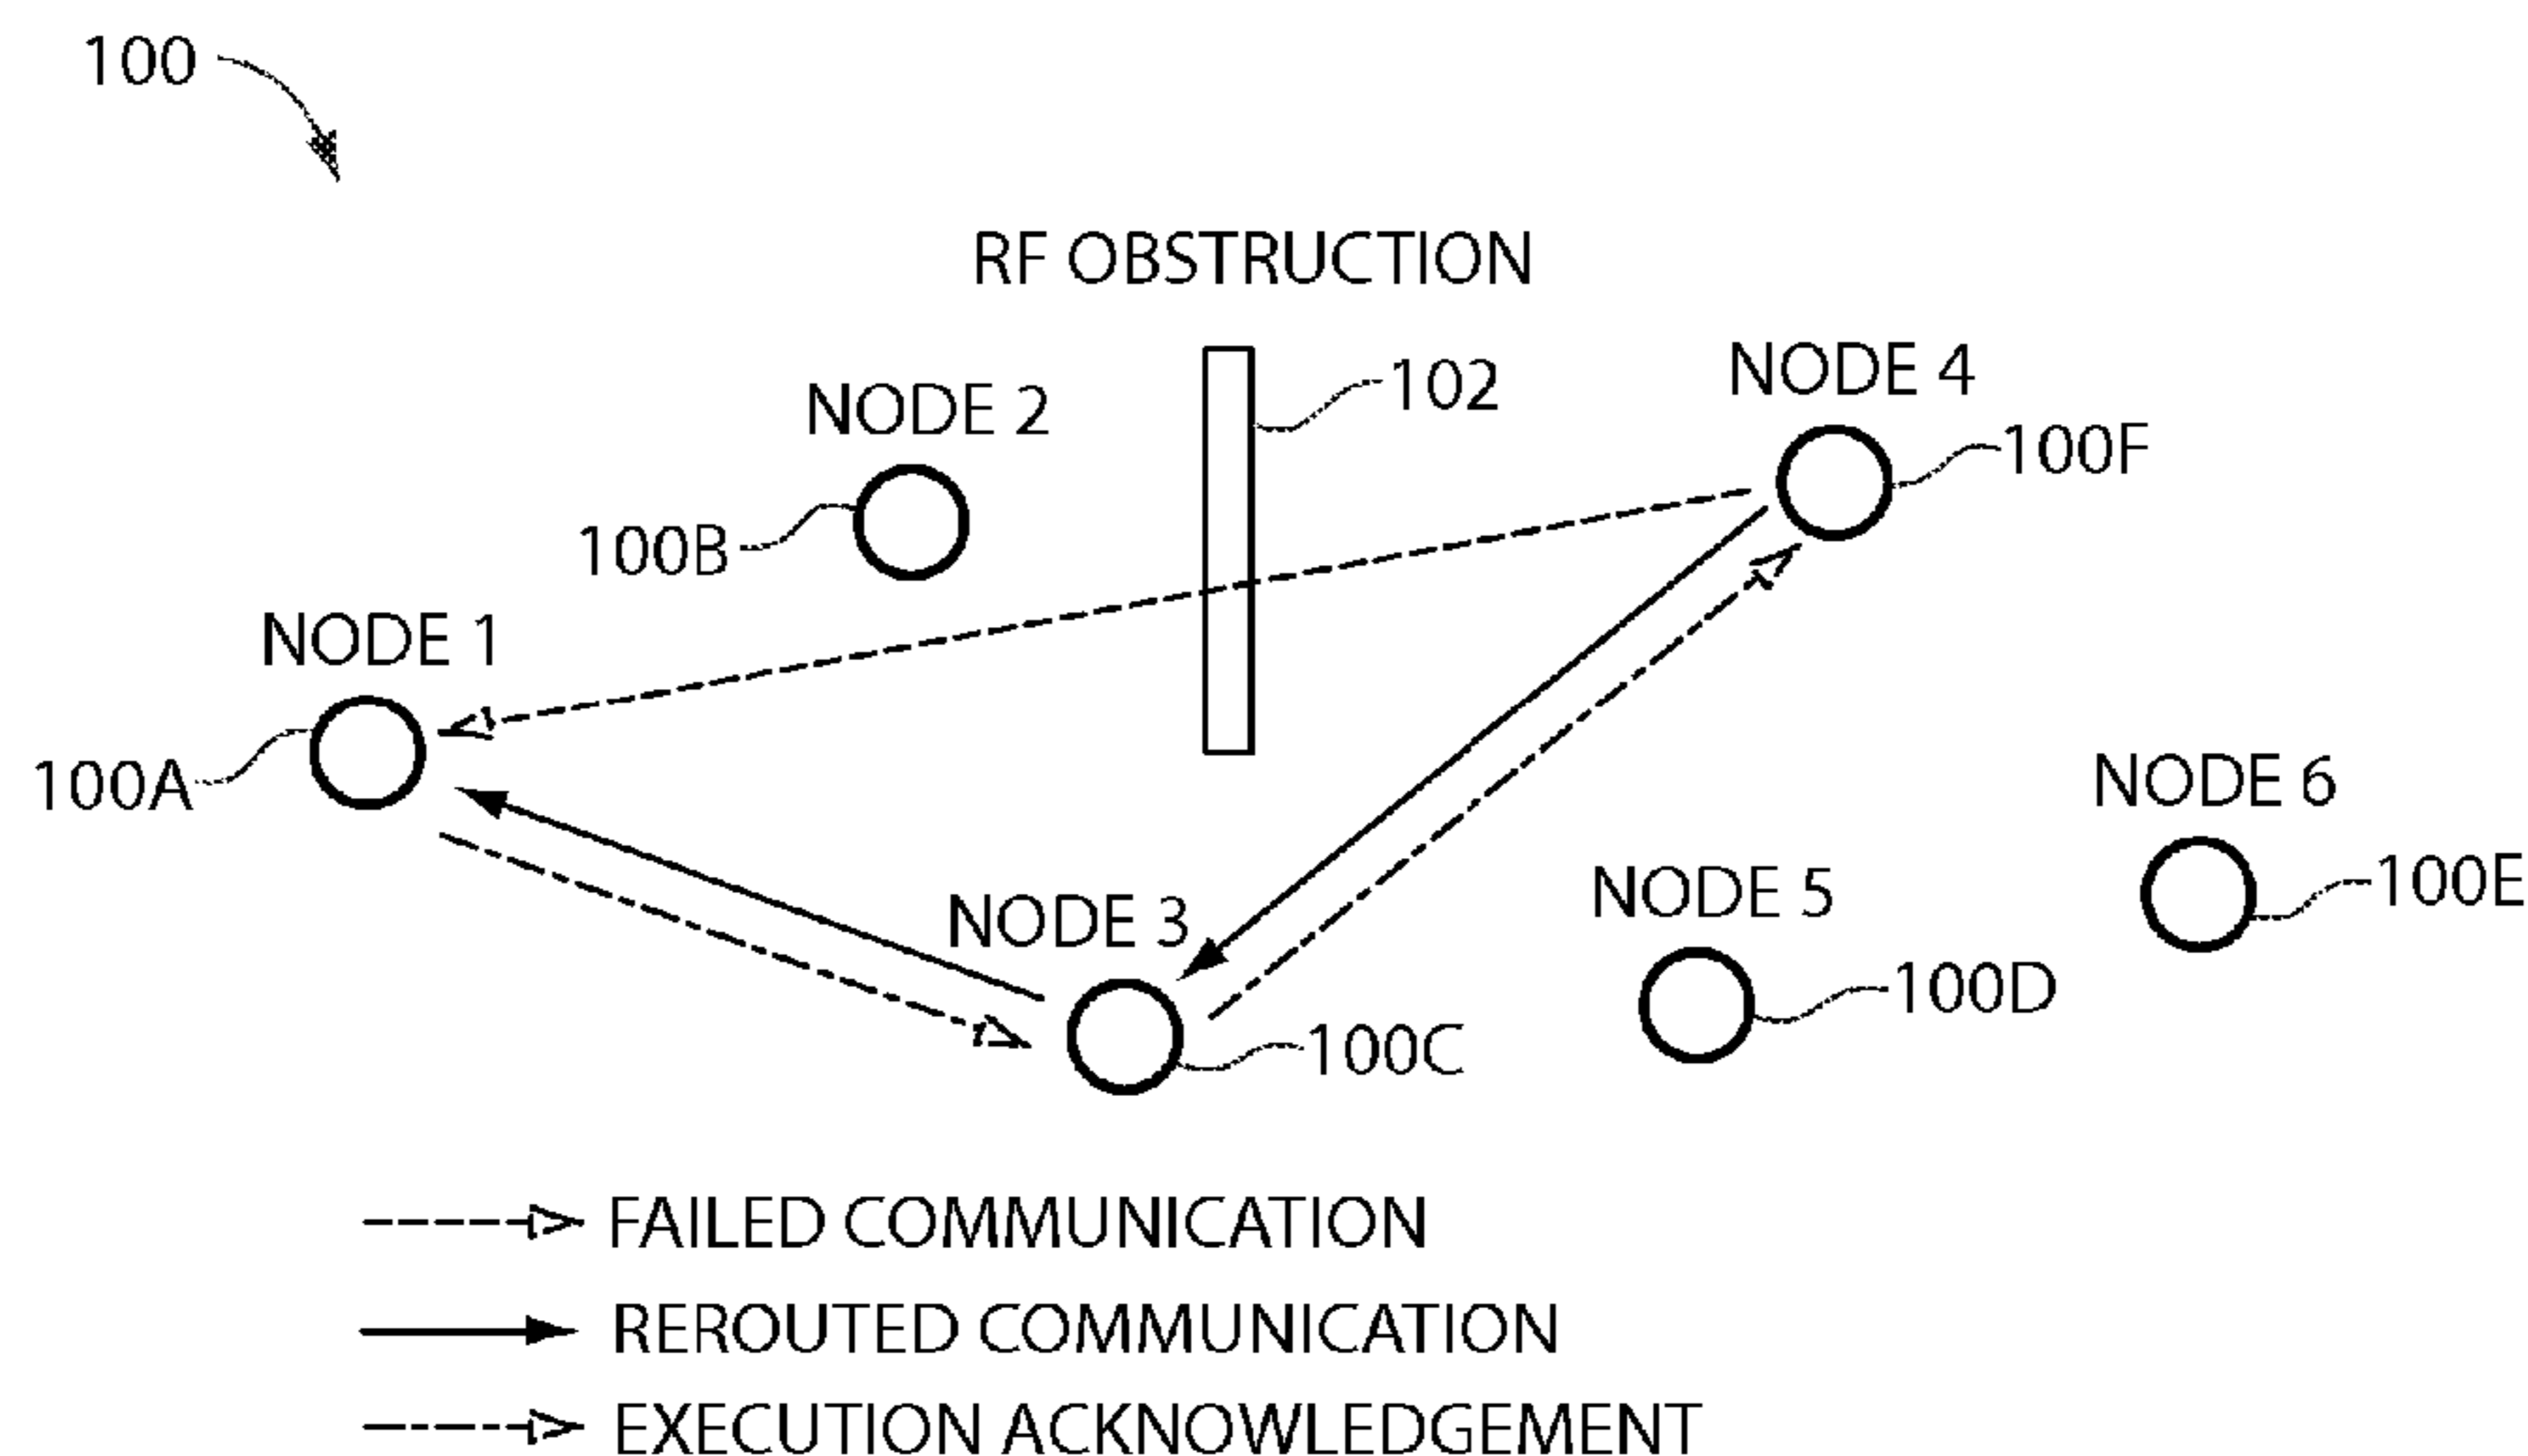 100
RF OBSTRUCTION
102
NODE 2
100B
NODE 4
100F
NODE 1
100A
NODE 3
100C
NODE 5
100D
NODE 6
100E
FAILED COMMUNICATION
REROUTED COMMUNICATION
EXECUTION ACKNOWLEDGEMENT